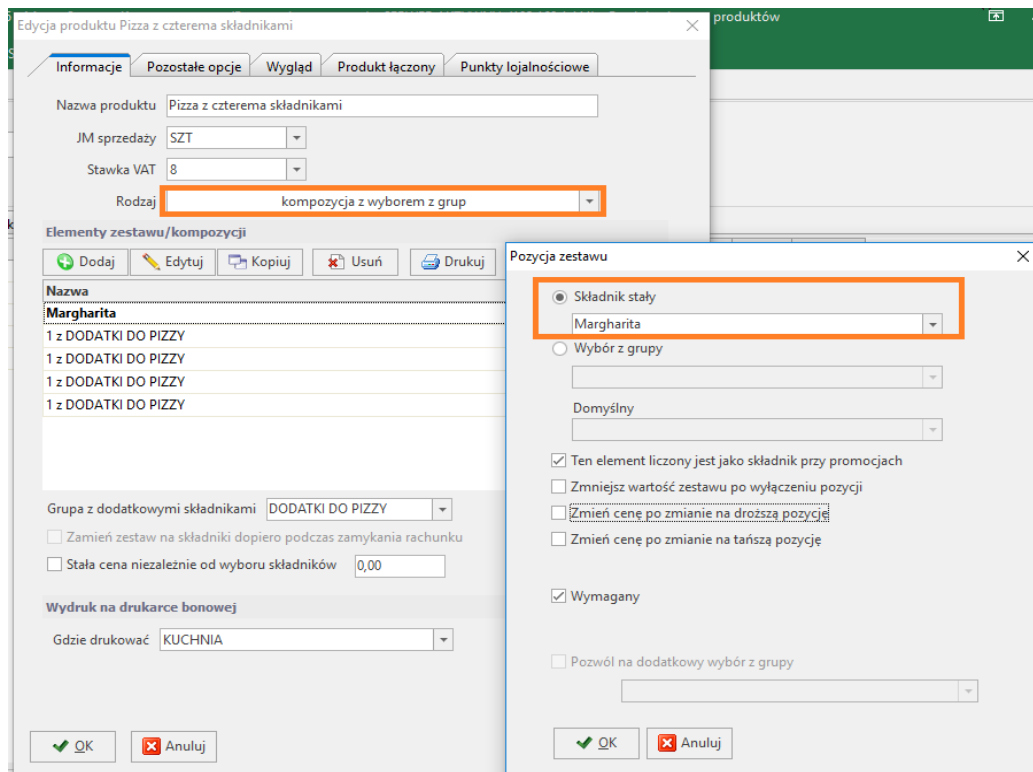 produktów
Edycja produktu Pizza z czterema składnikami
Informacje Pozostałe opcje Wygląd Produkt łączony Punkty lojalnościowe
Nazwa produktu Pizza z czterema składnikami
JM sprzedaży SZT
Stawka VAT 8
Rodzaj kompozycja z wyborem z grup
Elementy zestawu/kompozycji
Dodaj Edytuj Kopiuj Usuń Drukuj
Nazwa
Margharita
1 z DODATKI DO PIZZY
1 z DODATKI DO PIZZY
1 z DODATKI DO PIZZY
1 z DODATKI DO PIZZY
Grupa z dodatkowymi składnikami DODATKI DO PIZZY
Zamień zestaw na składniki dopiero podczas zamykania rachunku
Stała cena niezależnie od wyboru składników 0,00
Wydruk na drukarce bonowej
Gdzie drukować KUCHNIA
OK Anuluj
Pozycja zestawu
Składnik stały
Margharita
Wybór z grupy
Domyślny
Ten element liczony jest jako składnik przy promocjach
Zmniejsz wartość zestawu po wyłączeniu pozycji
Zmień cenę po zmianie na droższą pozycję
Zmień cenę po zmianie na tańszą pozycję
Wymagany
Pozwól na dodatkowy wybór z grupy
OK Anuluj